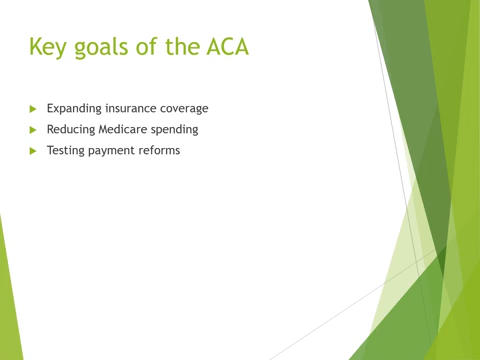 Key goals of the ACA
Expanding insurance coverage
Reducing Medicare spending
Testing payment reforms